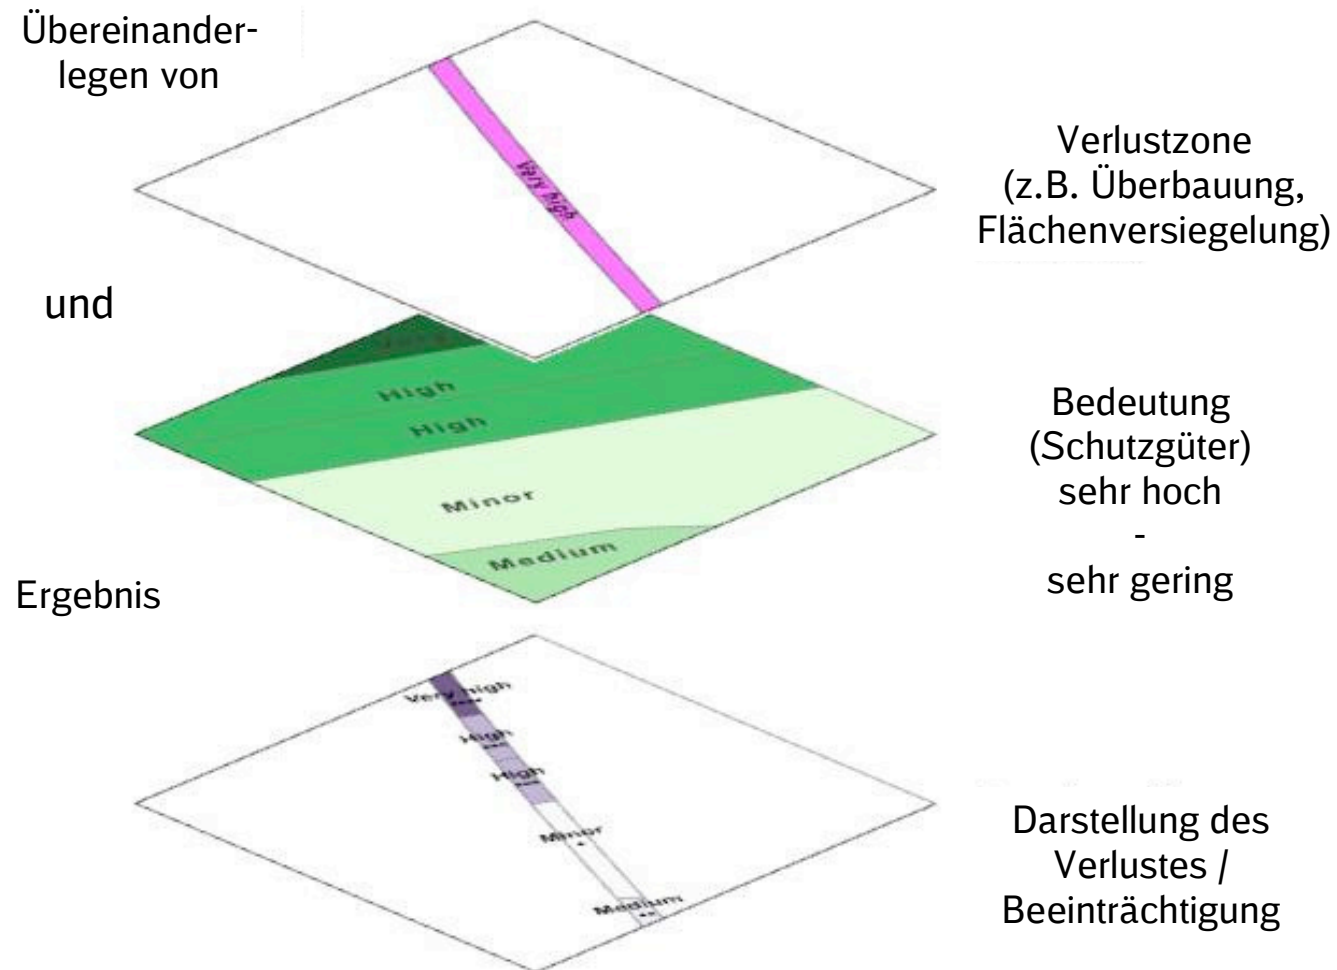 Übereinander-
legen von
Very high
Verlustzone
(z.B. Überbauung,
Flächenversiegelung)
und
Very
High
High
Minor
Medium
Bedeutung
(Schutzgüter)
sehr hoch
-
sehr gering
Ergebnis
Very high
High
High
Minor
Medium
Darstellung des
Verlustes /
Beeinträchtigung